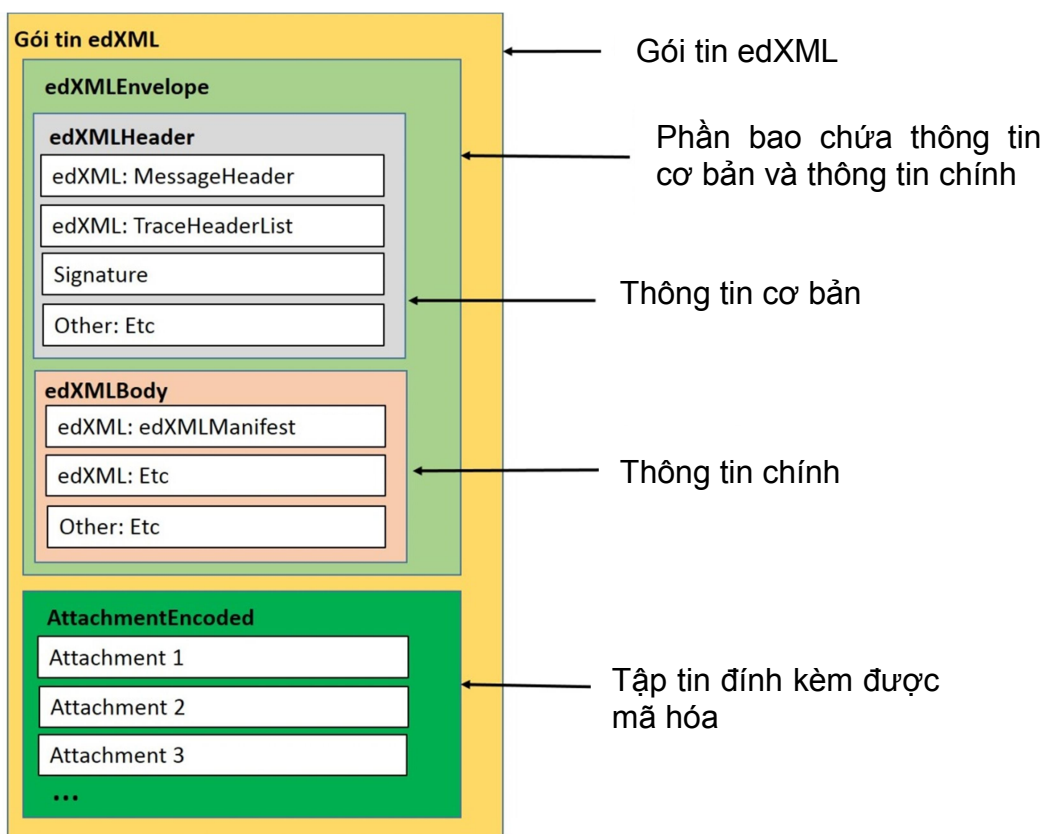 Gói tin edXML
Gói tin edXML
edXMLEnvelope
Phần bao chứa thông tin
cơ bản và thông tin chính
edXMLHeader
edXML: MessageHeader
edXML: TraceHeaderList
Signature
Other: Etc
Thông tin cơ bản
edXMLBody
edXML: edXMLManifest
edXML: Etc
Other: Etc
Thông tin chính
AttachmentEncoded
Attachment 1
Attachment 2
Attachment 3
...
Tập tin đính kèm được
mã hóa